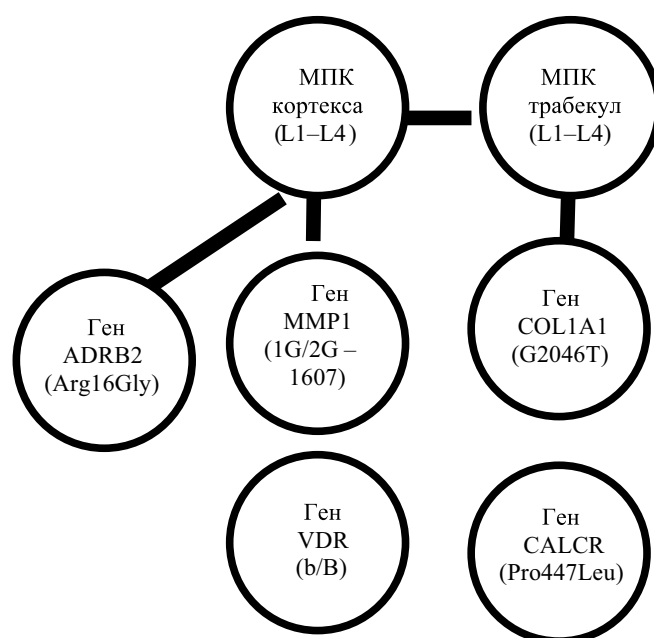 МПК
кортекса
(L1–L4)
МПК
трабекул
(L1–L4)
Ген
ADRB2
(Arg16Gly)
Ген
MMP1
(1G/2G –
1607)
Ген
COL1A1
(G2046T)
Ген
VDR
(b/B)
Ген
CALCR
(Pro447Leu)